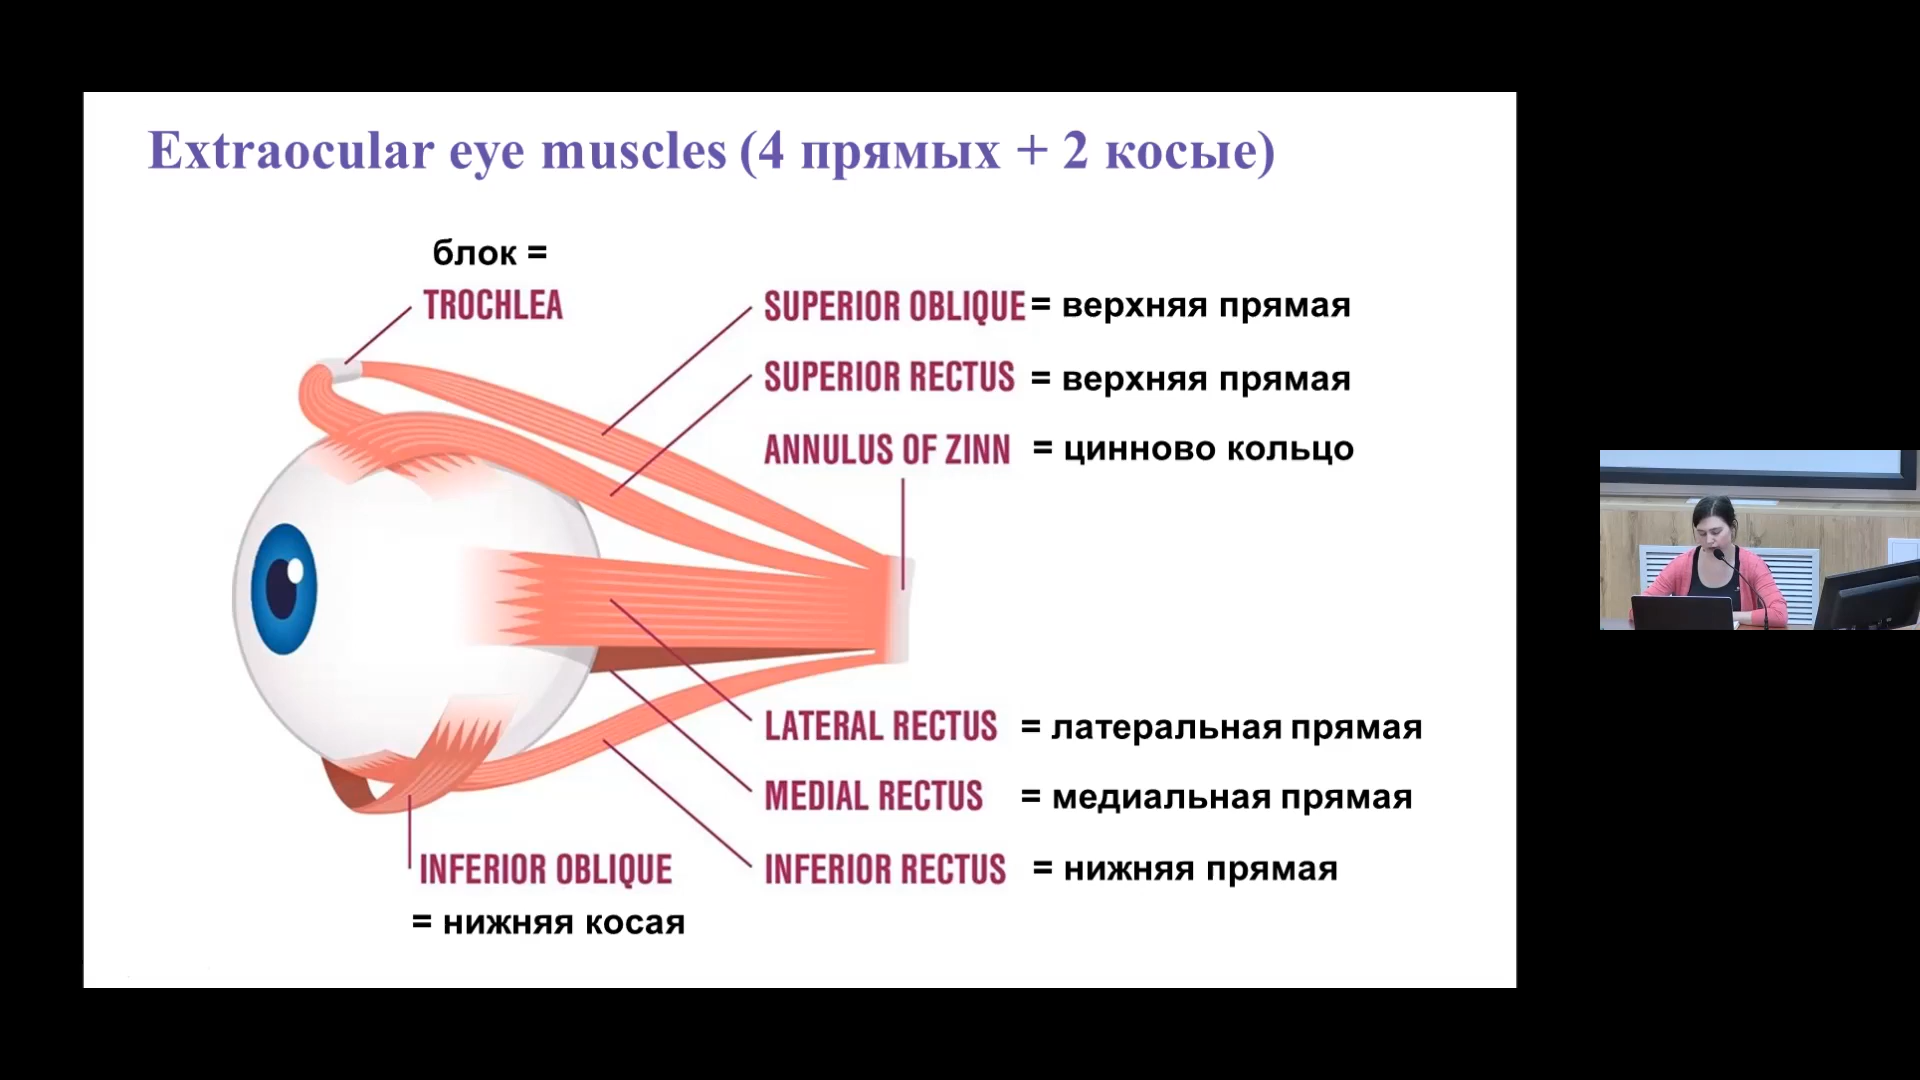 Extraocular eye muscles (4 прямых + 2 косые)
блок =
TROCHLEA
SUPERIOR OBLIQUE = верхняя прямая
SUPERIOR RECTUS = верхняя прямая
ANNULUS OF ZINN = цинново кольцо
LATERAL RECTUS = латеральная прямая
MEDIAL RECTUS = медиальная прямая
INFERIOR RECTUS = нижняя прямая
INFERIOR OBLIQUE
= нижняя косая